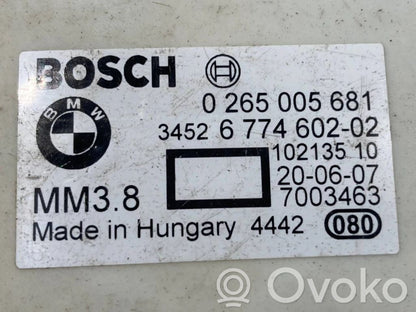 BOSCH
BMW
0 265 005 681
3452 6 774 602-02
102135 10
20-06-07
MM3.8
7003463
Made in Hungary 4442 080
Ovoko